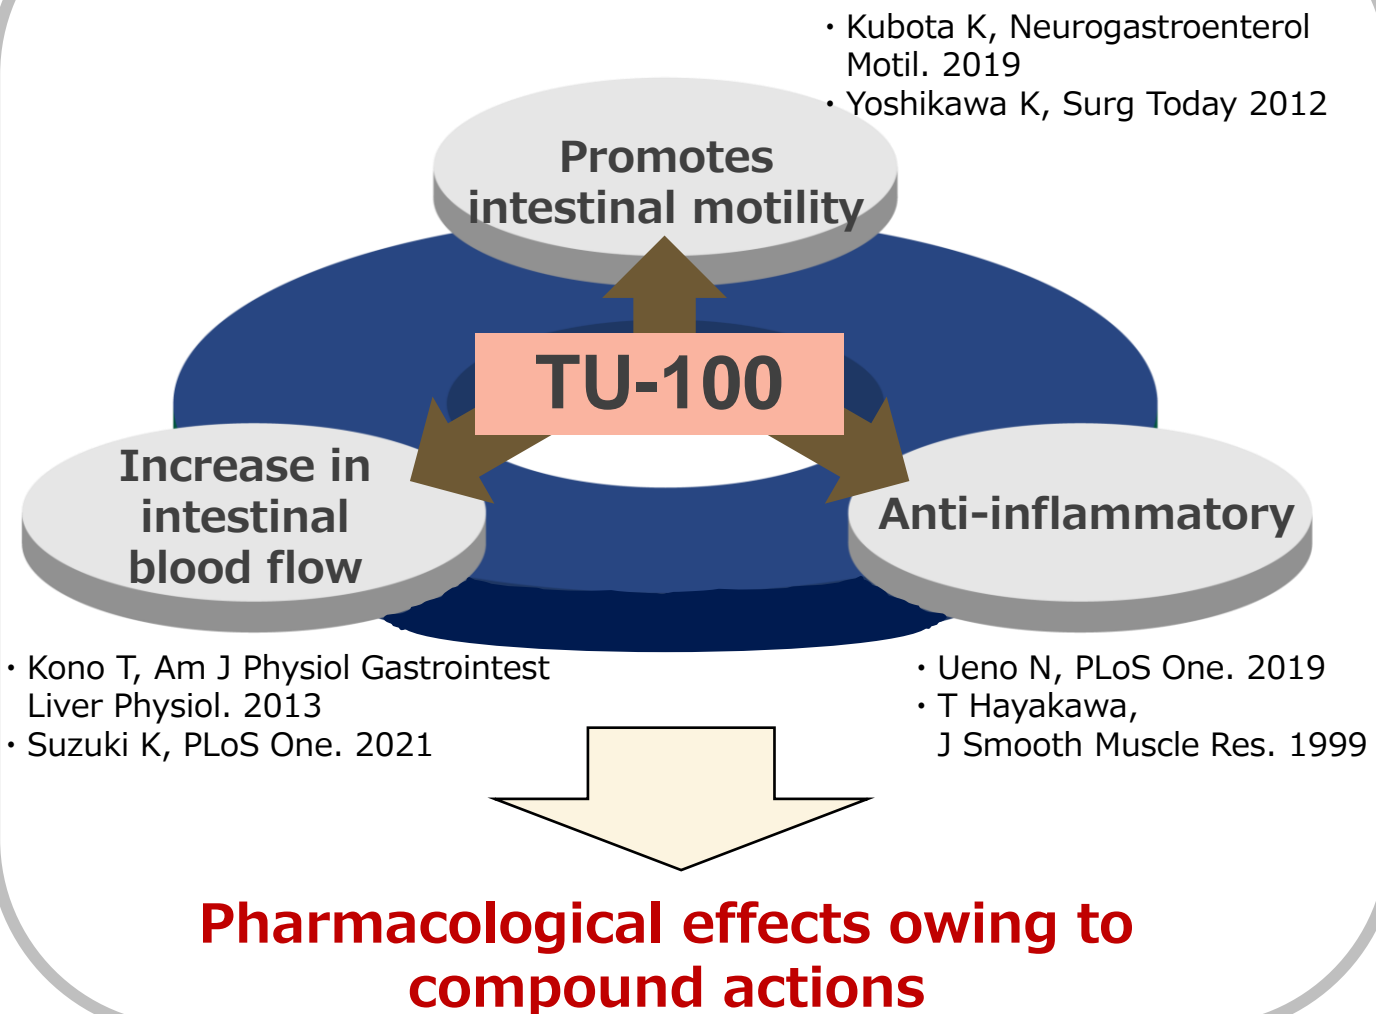 ・Kubota K, Neurogastroenterol
Motil. 2019
・Yoshikawa K, Surg Today 2012
Promotes
intestinal motility
TU-100
Increase in
intestinal
blood flow
Anti-inflammatory
・Kono T, Am J Physiol Gastrointest
Liver Physiol. 2013
・Suzuki K, PLoS One. 2021
・Ueno N, PLoS One. 2019
・T Hayakawa,
J Smooth Muscle Res. 1999
Pharmacological effects owing to
compound actions